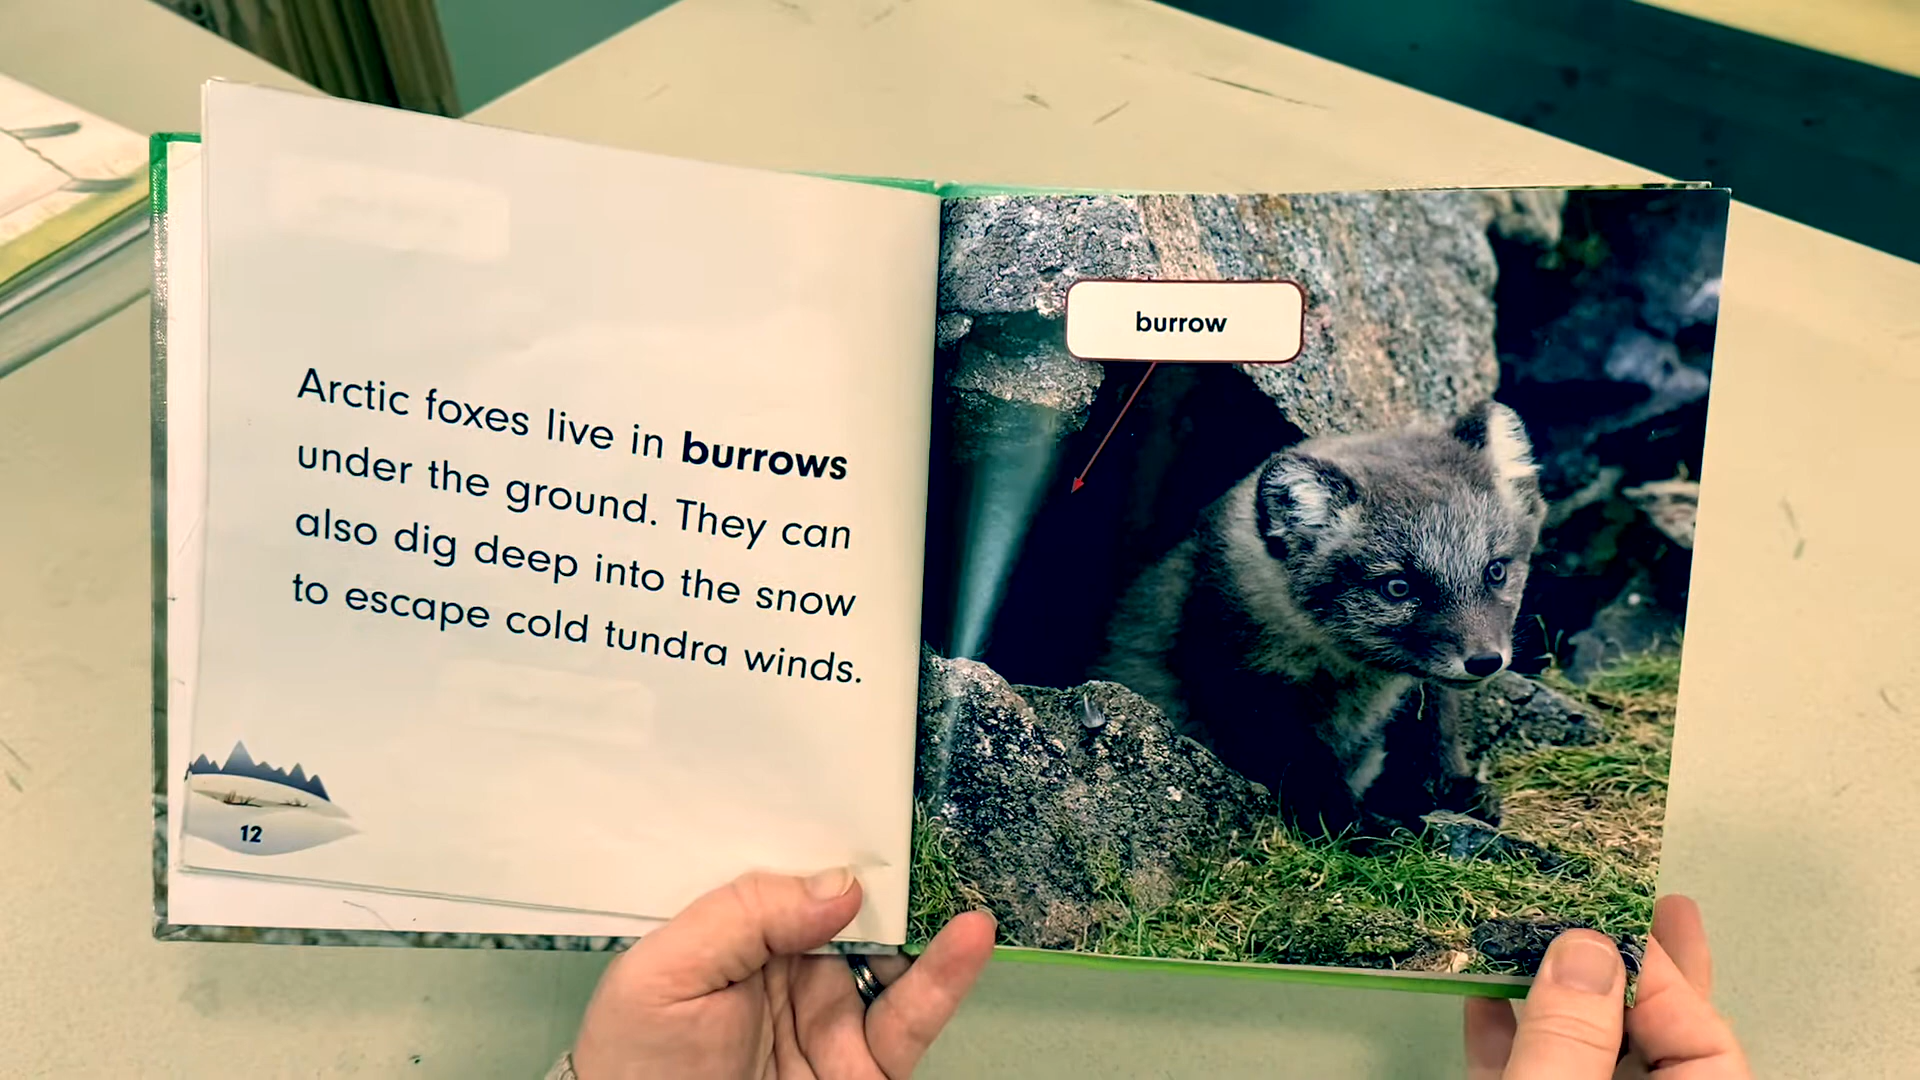 Arctic foxes live in burrows
under the ground. They can
also dig deep into the snow
to escape cold tundra winds.
12
burrow